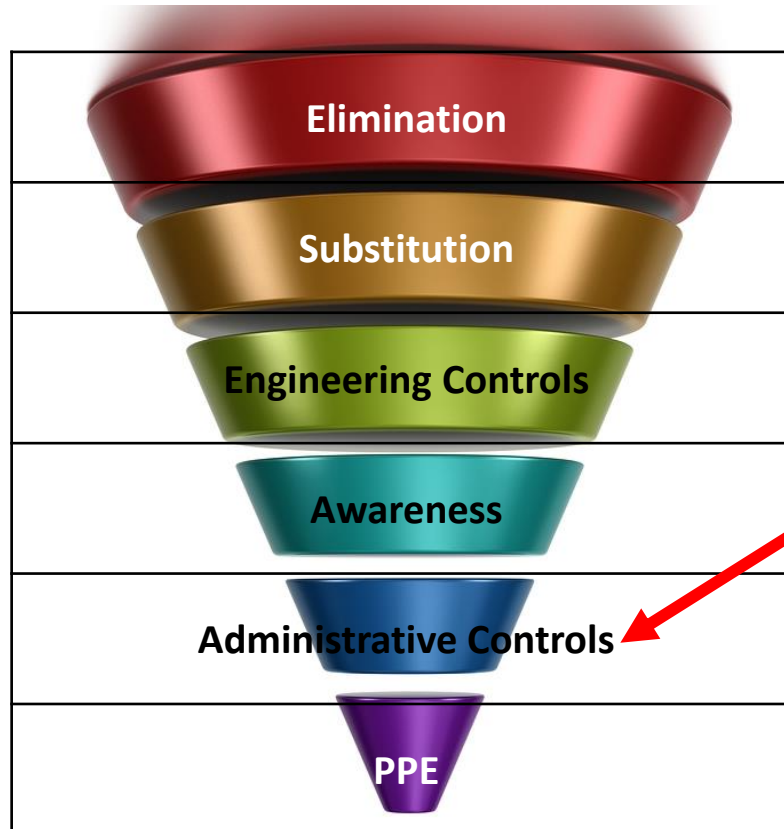 Elimination
Substitution
Engineering Controls
Awareness
Administrative Controls
PPE